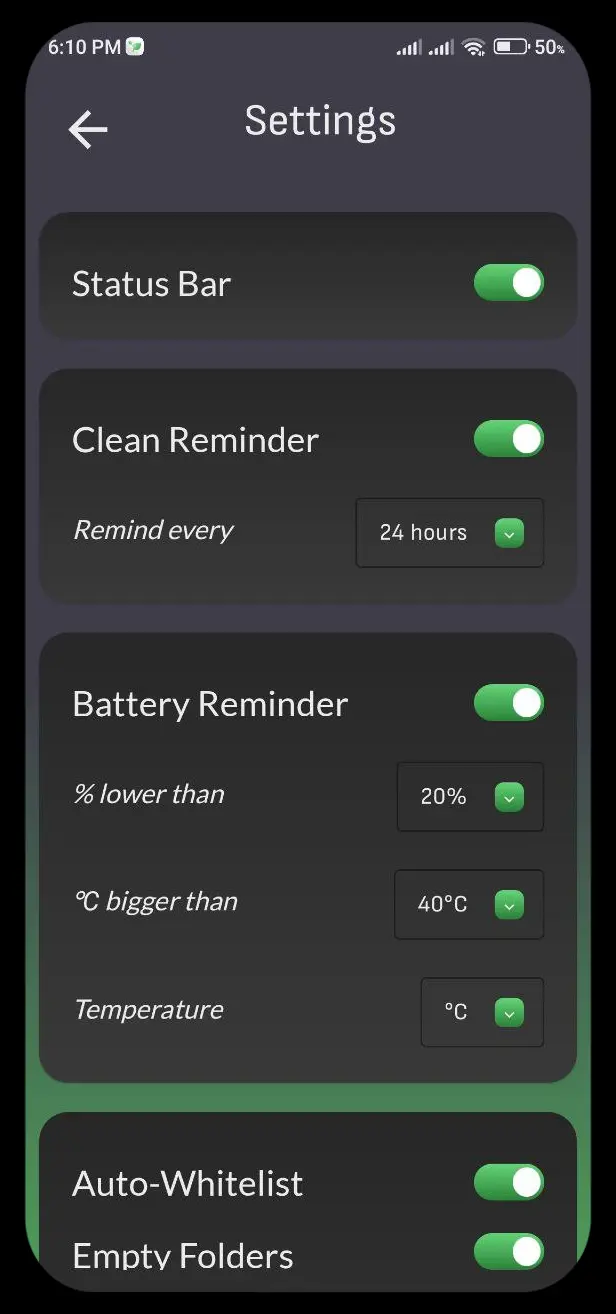 6:10 PM 50%
Settings
Status Bar
Clean Reminder
Remind every 24 hours
Battery Reminder
% lower than 20%
°C bigger than 40°C
Temperature °C
Auto-Whitelist
Empty Folders